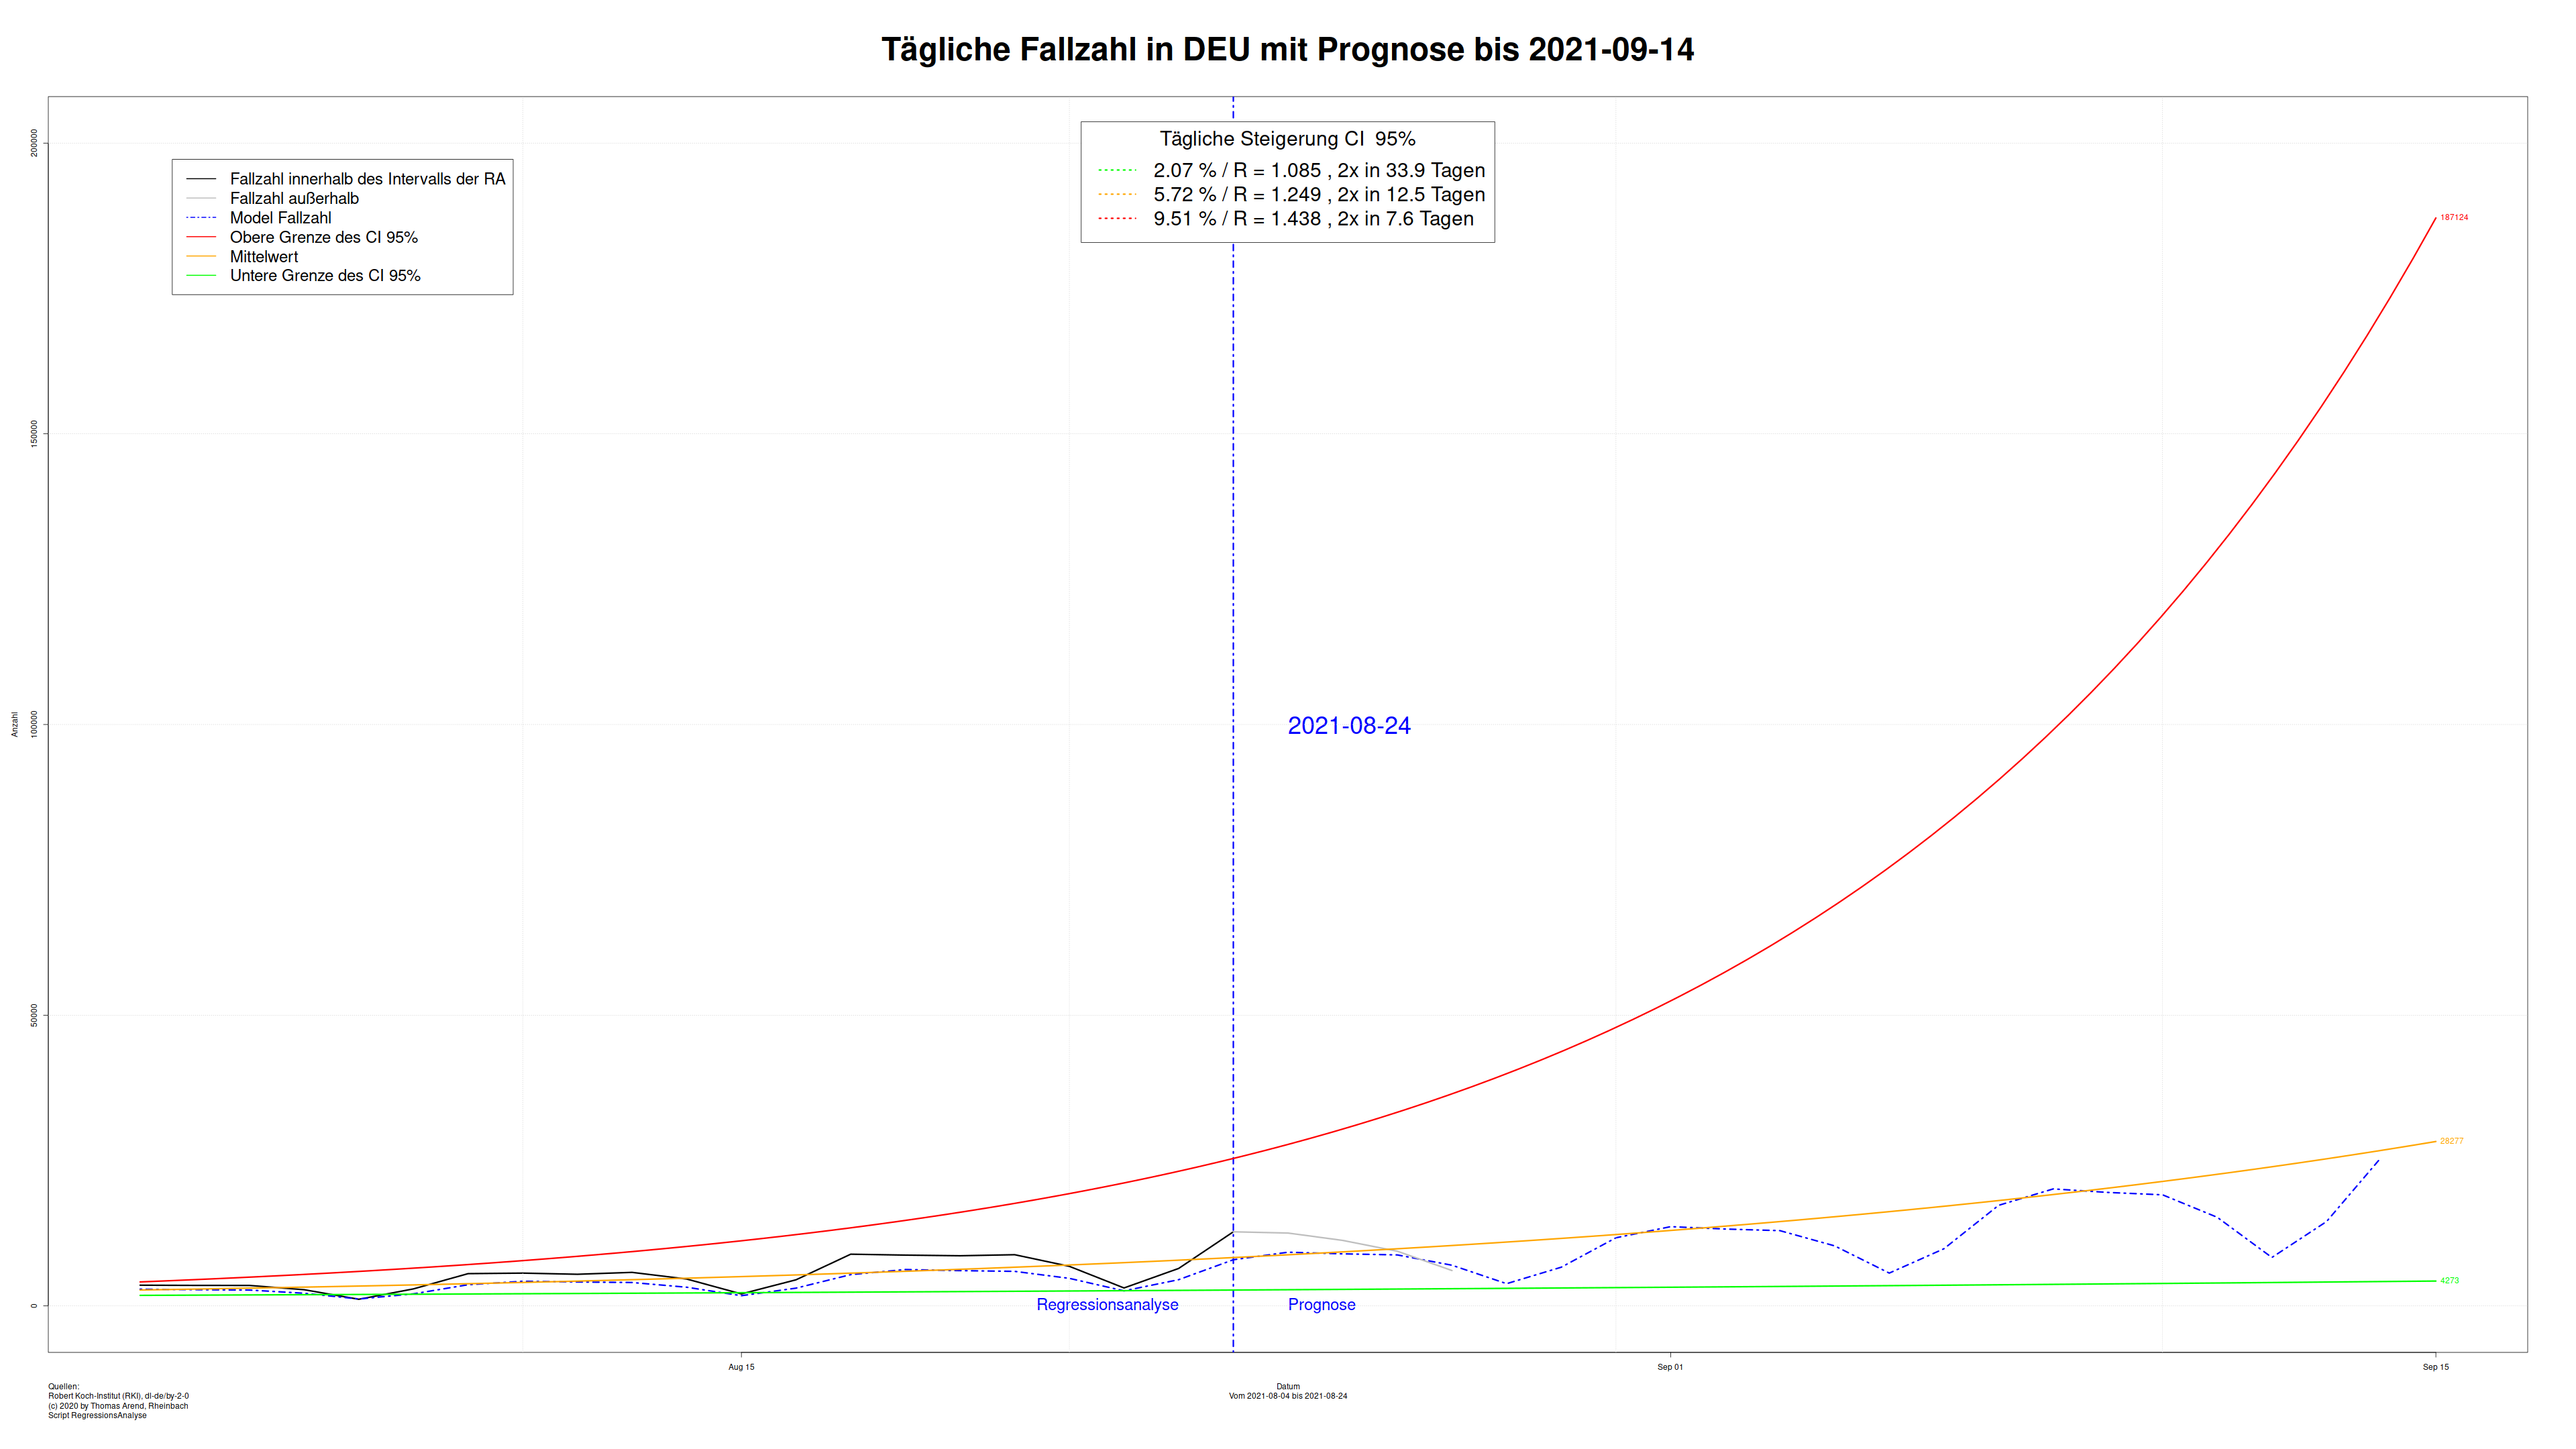 Tägliche Fallzahl in DEU mit Prognose bis 2021-09-14
Tägliche Steigerung CI  95%
2.07 % / R = 1.085 , 2x in 33.9 Tagen
5.72 % / R = 1.249 , 2x in 12.5 Tagen
9.51 % / R = 1.438 , 2x in 7.6 Tagen
Fallzahl innerhalb des Intervalls der RA
Fallzahl außerhalb
Model Fallzahl
Obere Grenze des CI 95%
Mittelwert
Untere Grenze des CI 95%
200000
150000
100000
50000
0
Anzahl
187124
28277
4273
2021-08-24
Regressionsanalyse
Prognose
Aug 15
Sep 01
Sep 15
Datum
Vom 2021-08-04 bis 2021-08-24
Quellen:
Robert Koch-Institut (RKI), dl-de/by-2-0
(c) 2020 by Thomas Arend, Rheinbach
Script RegressionsAnalyse